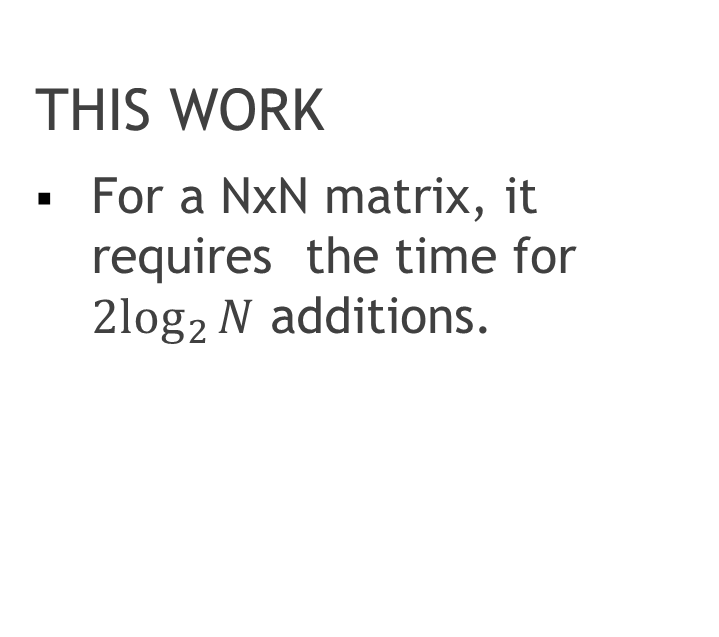 THIS WORK
▪ For a NxN matrix, it
requires  the time for
2log₂ N additions.